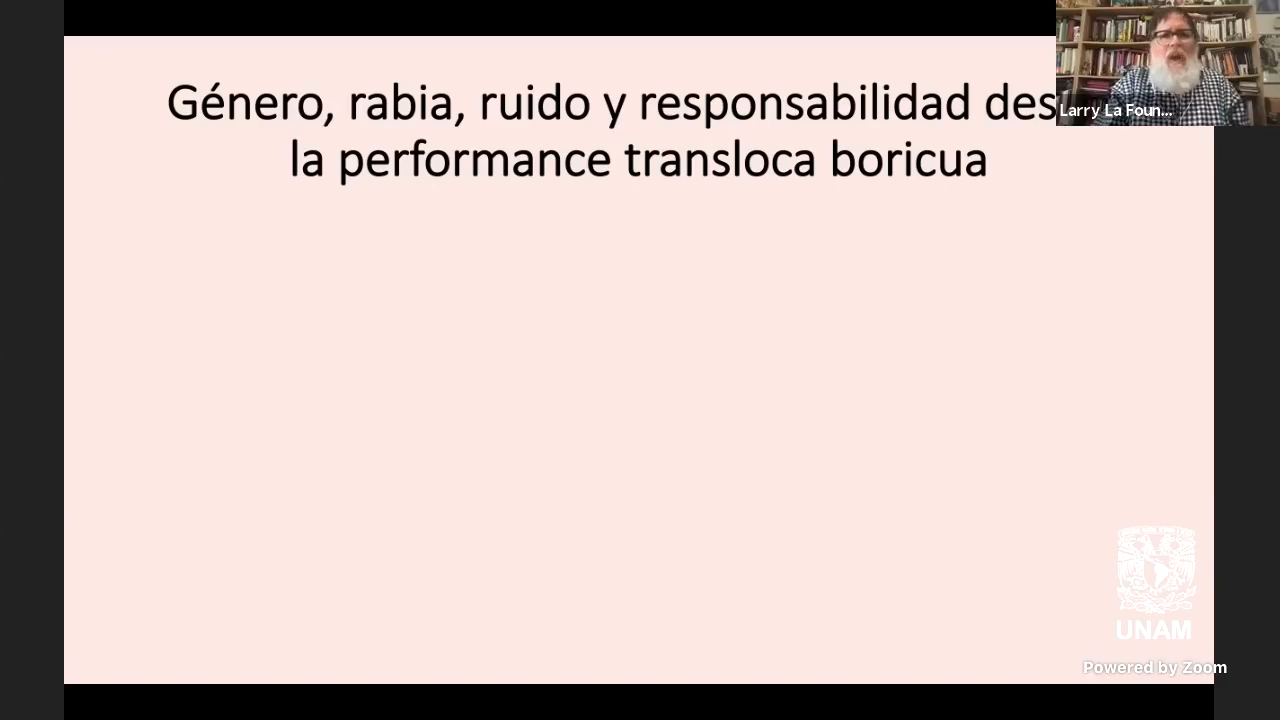 Género, rabia, ruido y responsabilidad des
la performance transloca boricua
Larry La Foun...
UNAM
Powered by Zoom